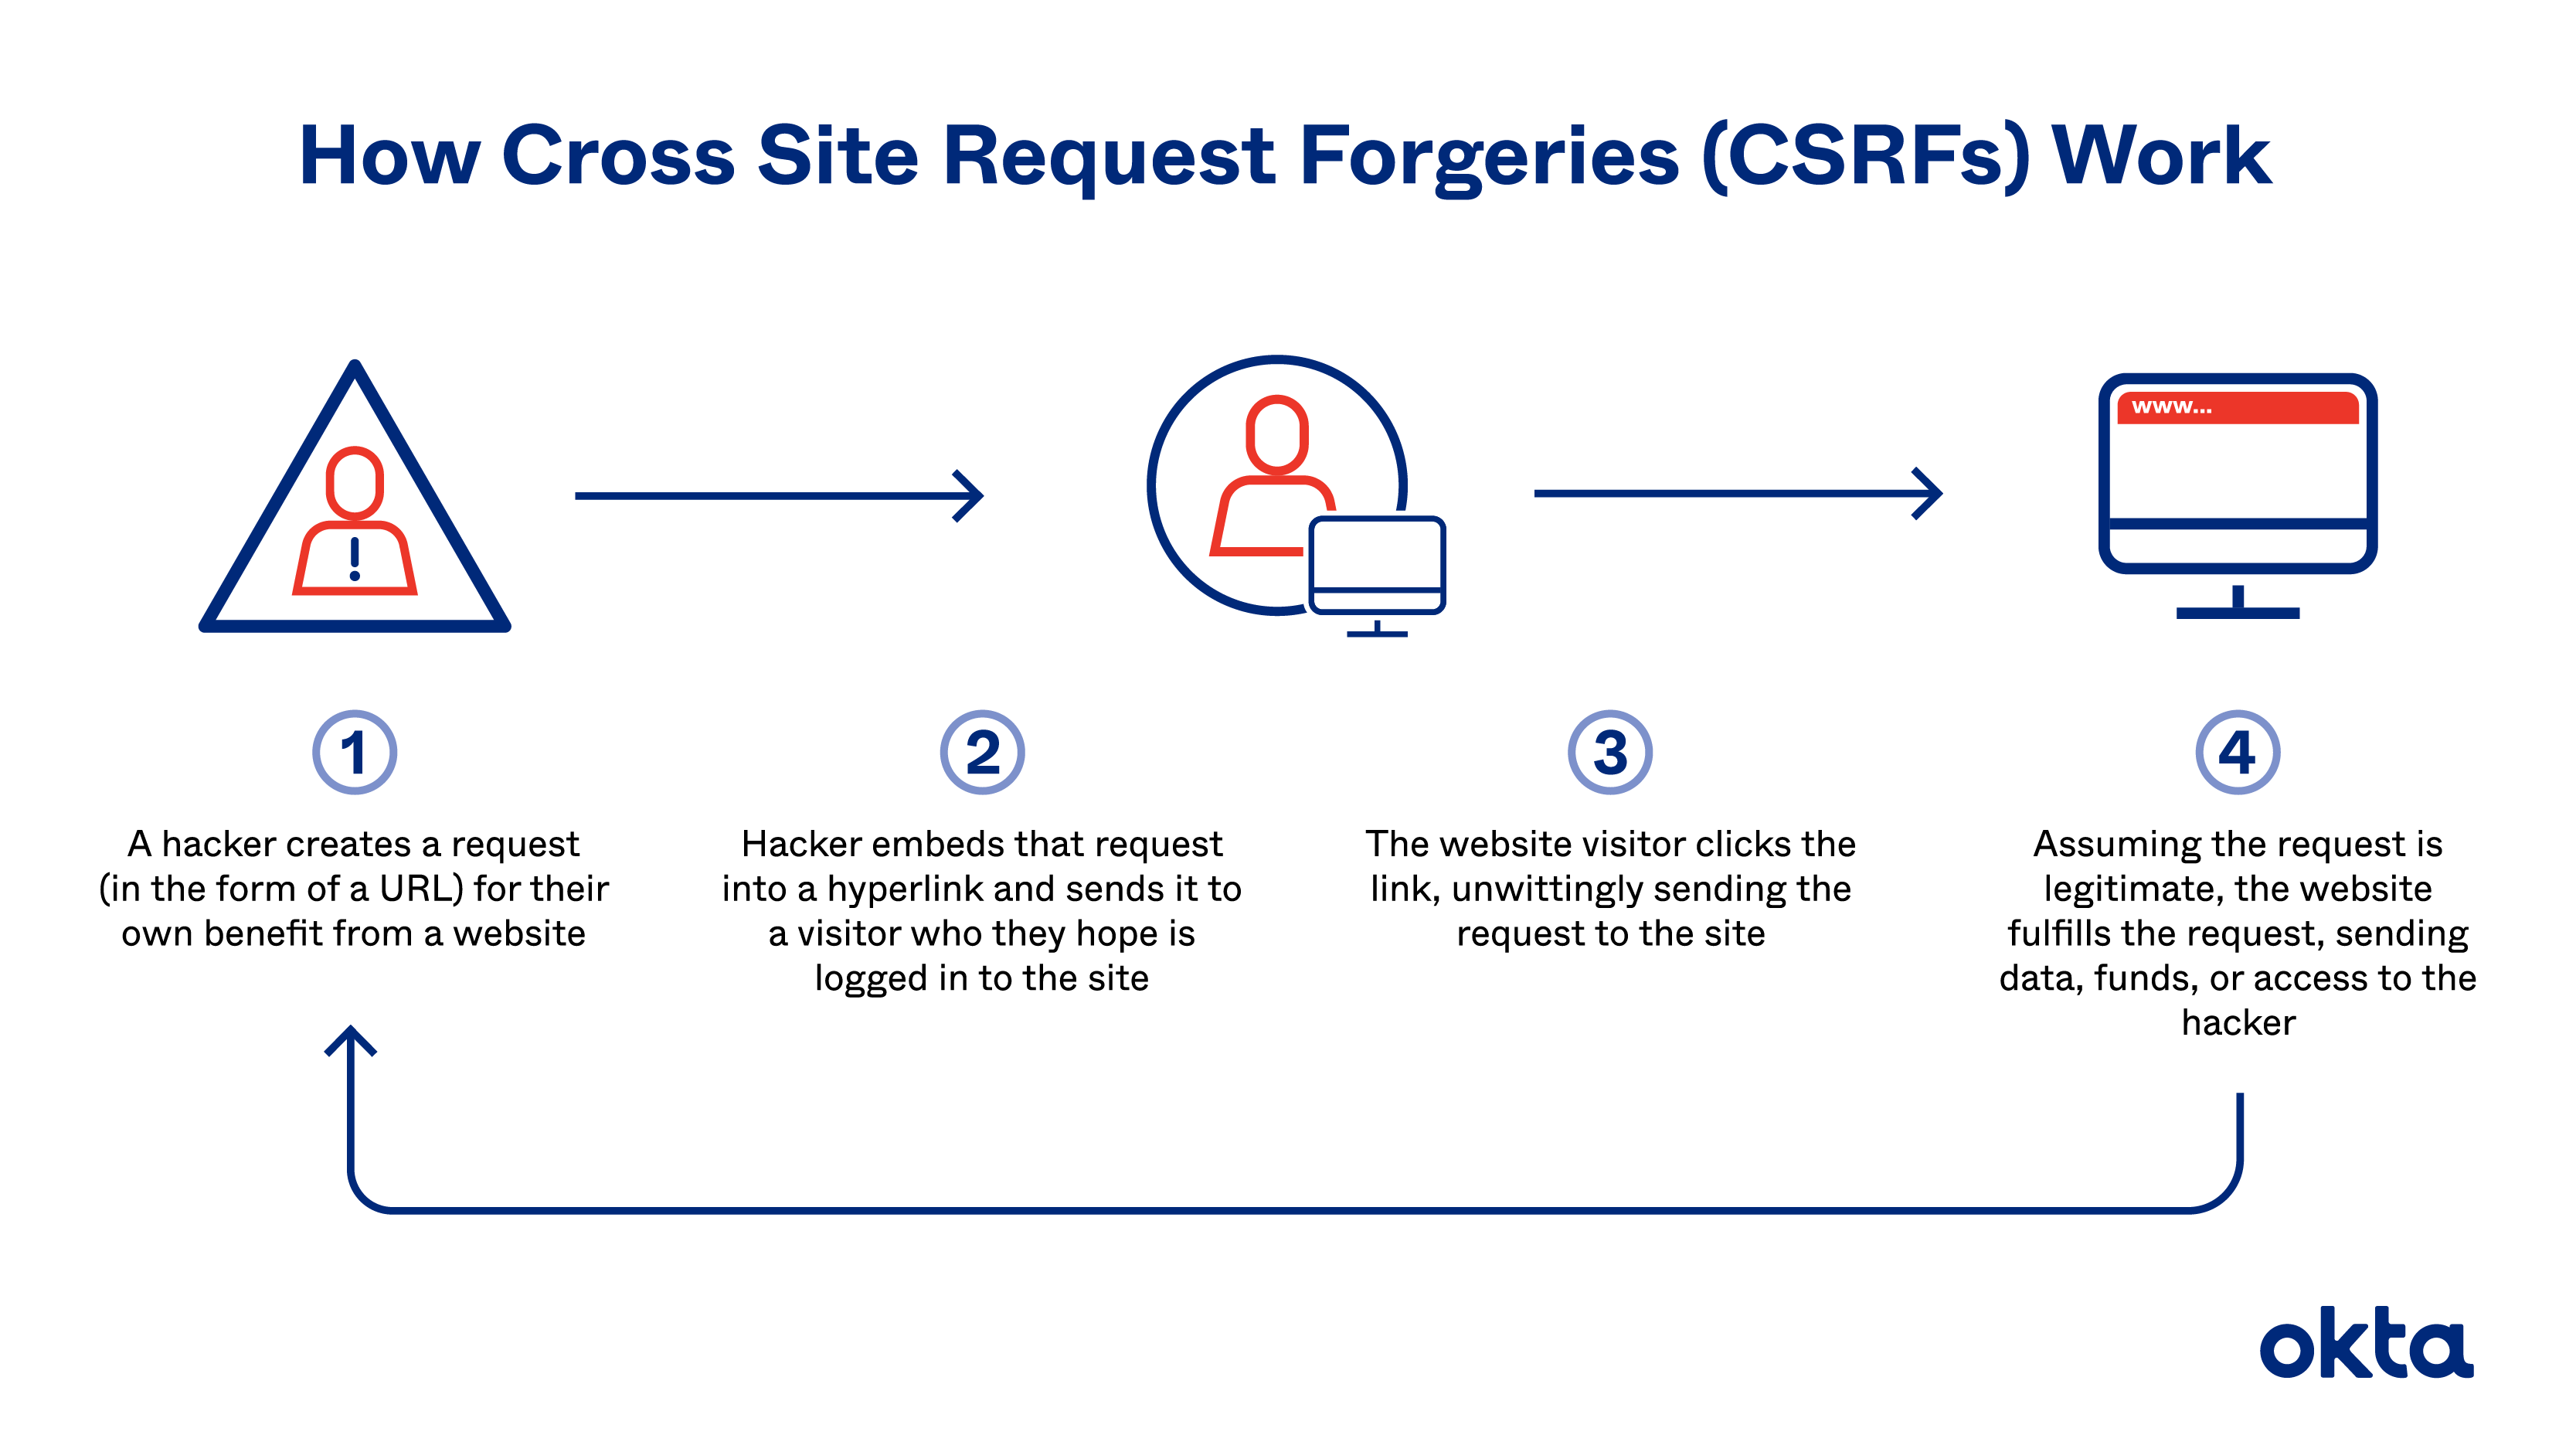 How Cross Site Request Forgeries (CSRFs) Work
!
www...
1
A hacker creates a request
(in the form of a URL) for their
own benefit from a website
2
Hacker embeds that request
into a hyperlink and sends it to
a visitor who they hope is
logged in to the site
3
The website visitor clicks the
link, unwittingly sending the
request to the site
4
Assuming the request is
legitimate, the website
fulfills the request, sending
data, funds, or access to the
hacker
okta